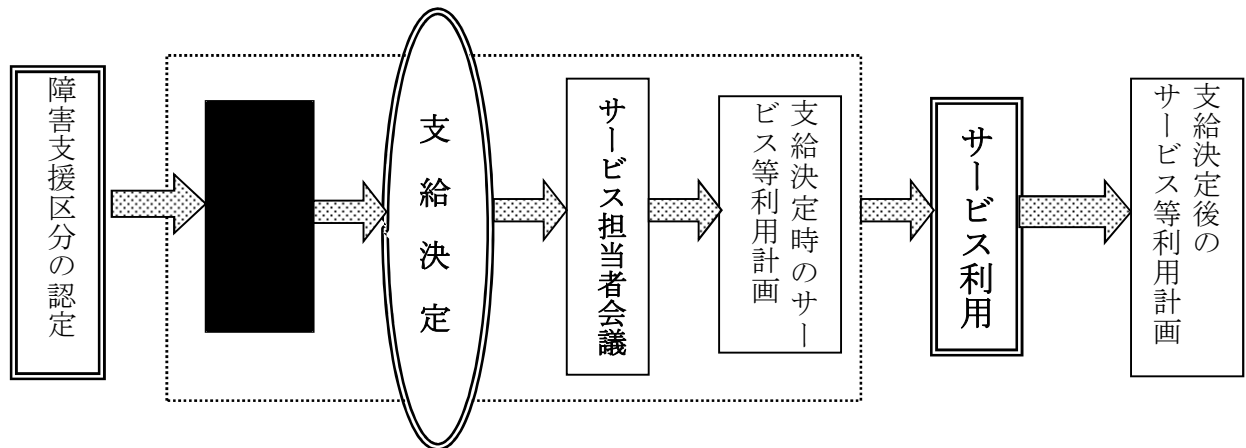 障害支援区分の認定
支給決定
サービス担当者会議
支給決定時のサー
ビス等利用計画
サービス利用
支給決定後の
サービス等利用計画